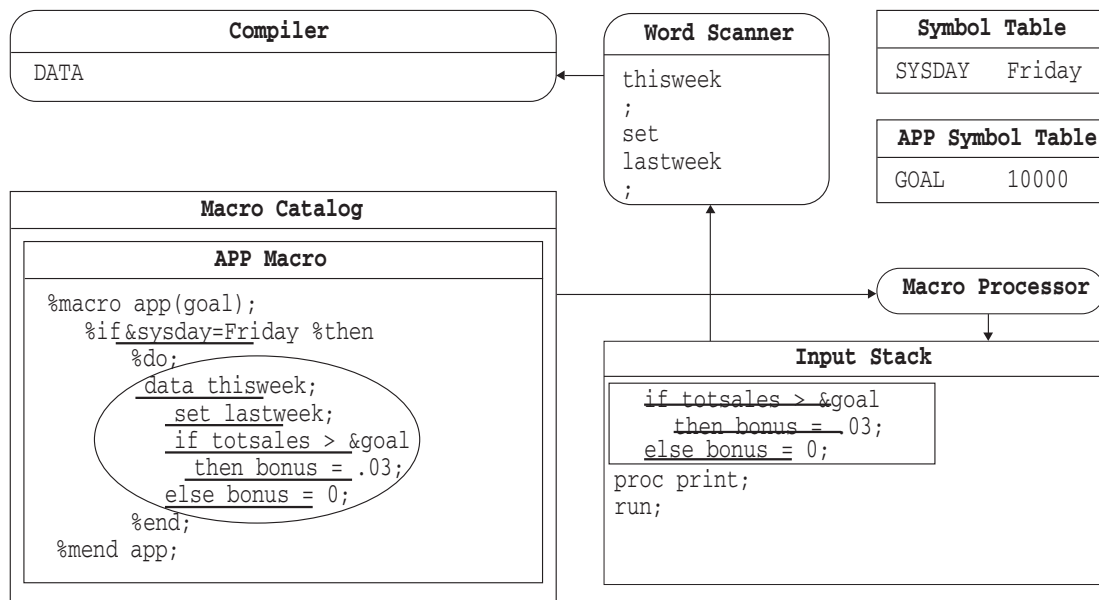 Compiler
DATA
Word Scanner
thisweek
;
set
lastweek
;
Symbol Table
SYSDAY Friday
APP Symbol Table
GOAL 10000
Macro Catalog
APP Macro
%macro app(goal);
%if &sysday=Friday %then
%do;
data thisweek;
set lastweek;
if totsales > &goal
then bonus = .03;
else bonus = 0;
%end;
%mend app;
Macro Processor
Input Stack
if totsales > &goal
then bonus = .03;
else bonus = 0;
proc print;
run;